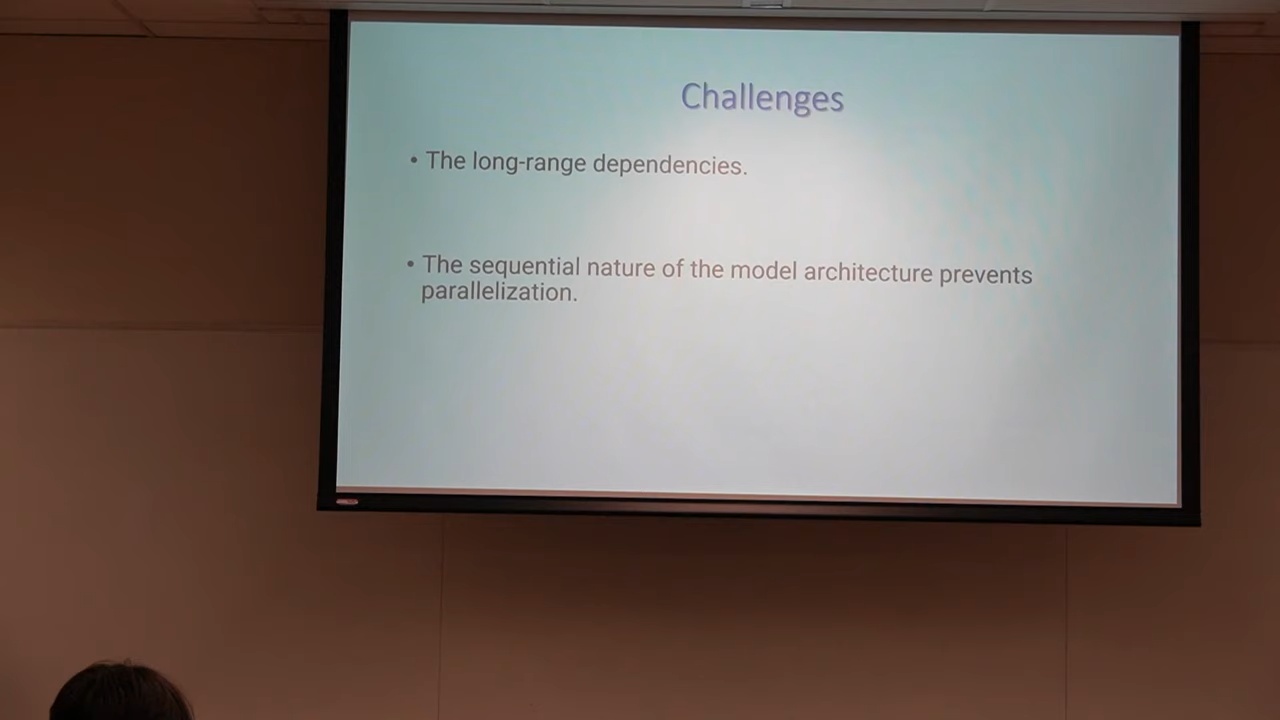 Challenges
• The long-range dependencies.
• The sequential nature of the model architecture prevents
parallelization.